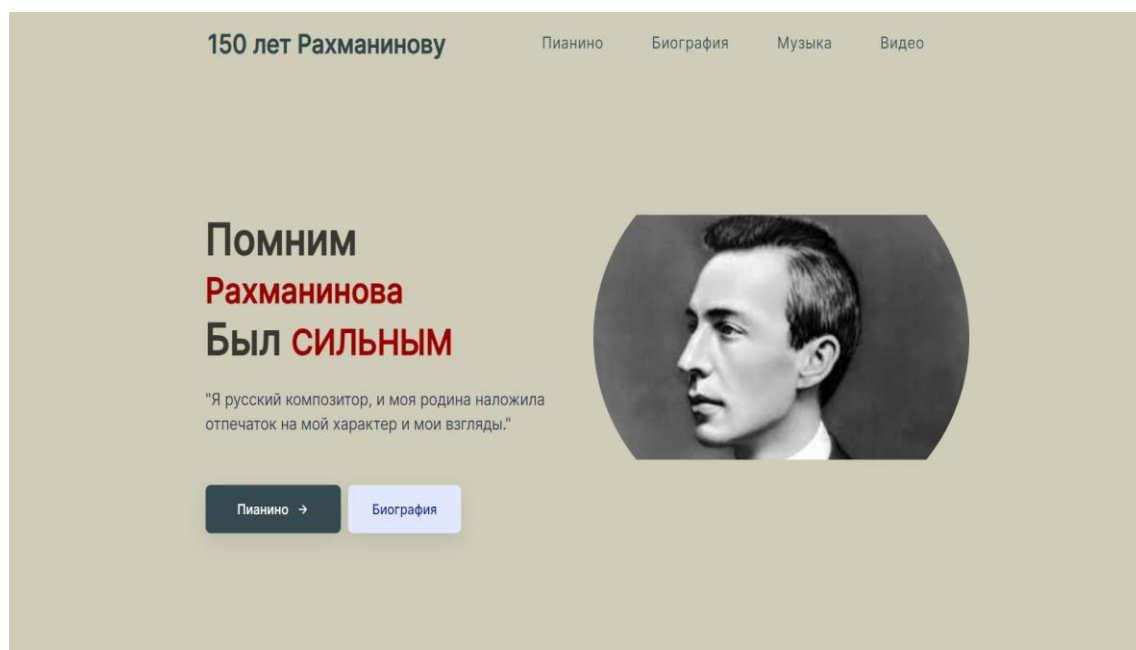 150 лет Рахманинову
Пианино Биография Музыка Видео
Помним
Рахманинова
Был сильным
"Я русский композитор, и моя родина наложила
отпечаток на мой характер и мои взгляды."
Пианино → Биография